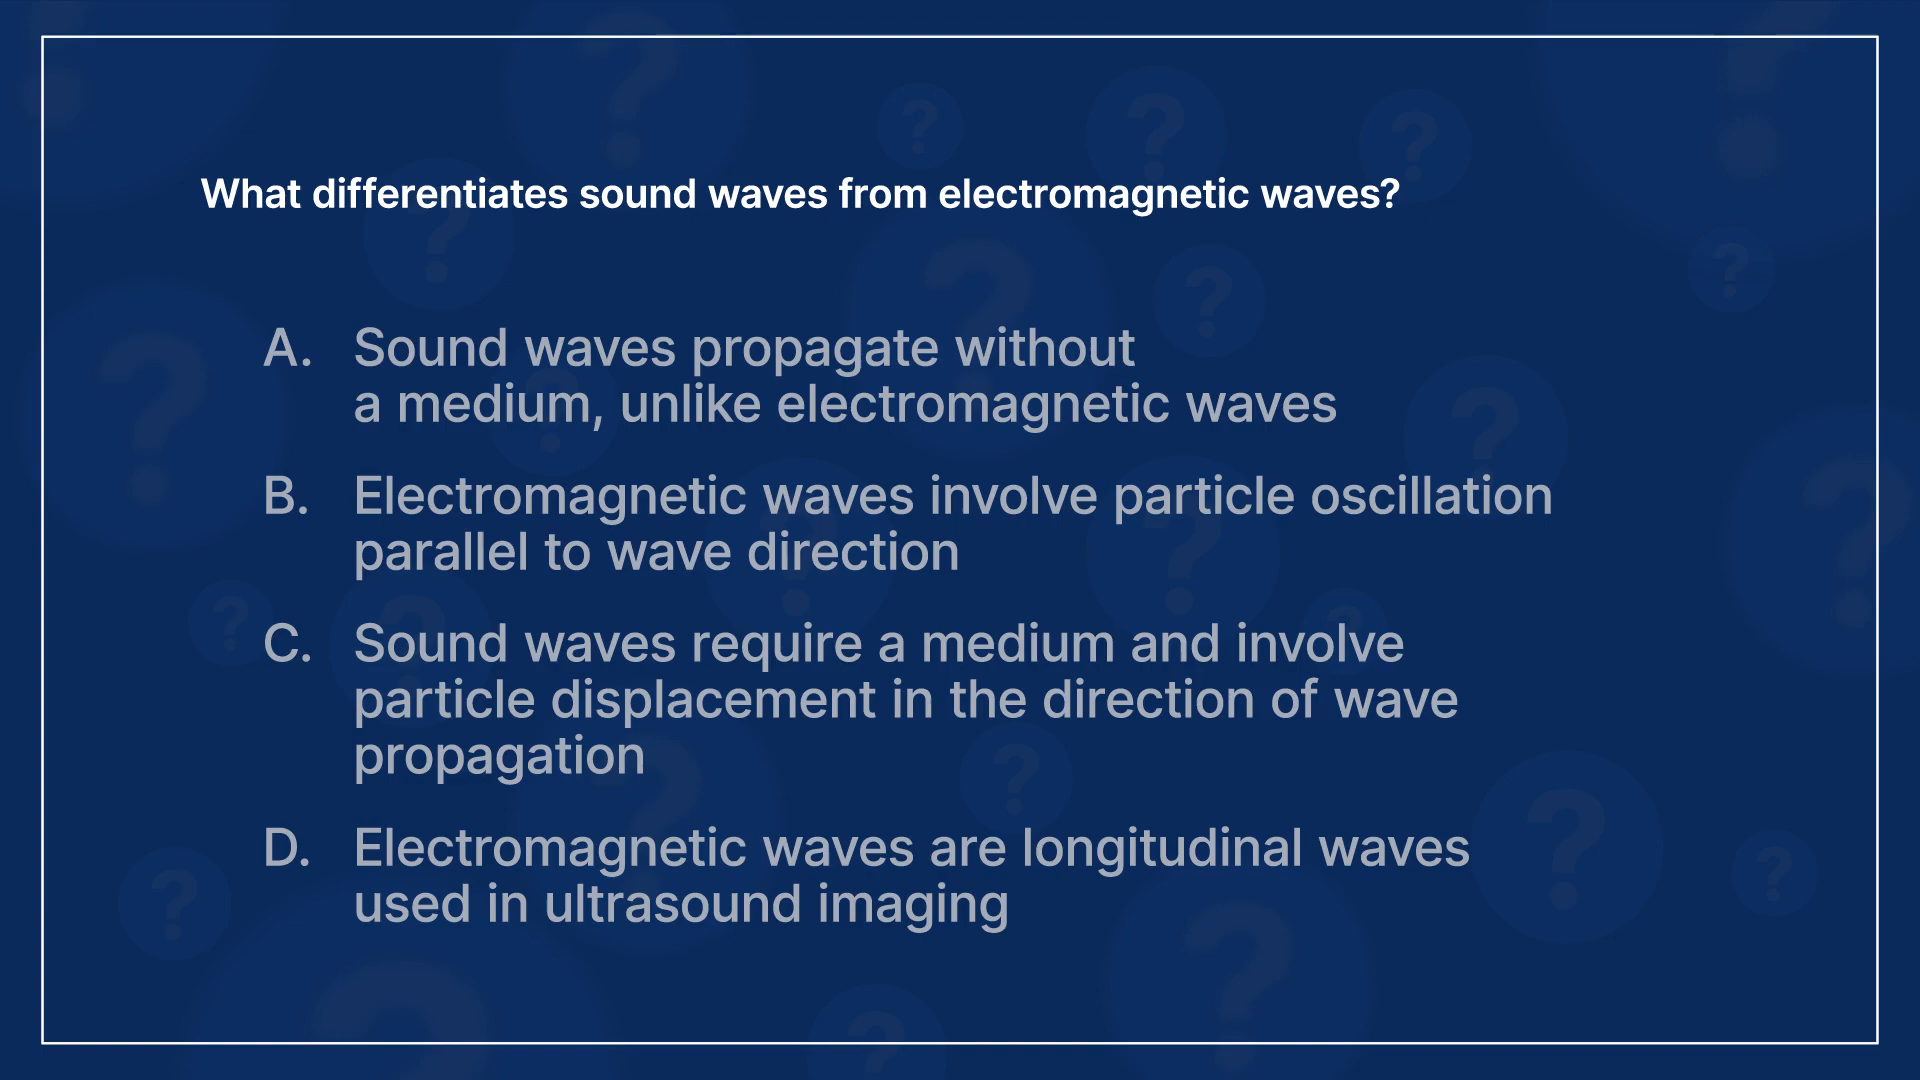 What differentiates sound waves from electromagnetic waves?
A. Sound waves propagate without
a medium, unlike electromagnetic waves
B. Electromagnetic waves involve particle oscillation
parallel to wave direction
C. Sound waves require a medium and involve
particle displacement in the direction of wave
propagation
D. Electromagnetic waves are longitudinal waves
used in ultrasound imaging